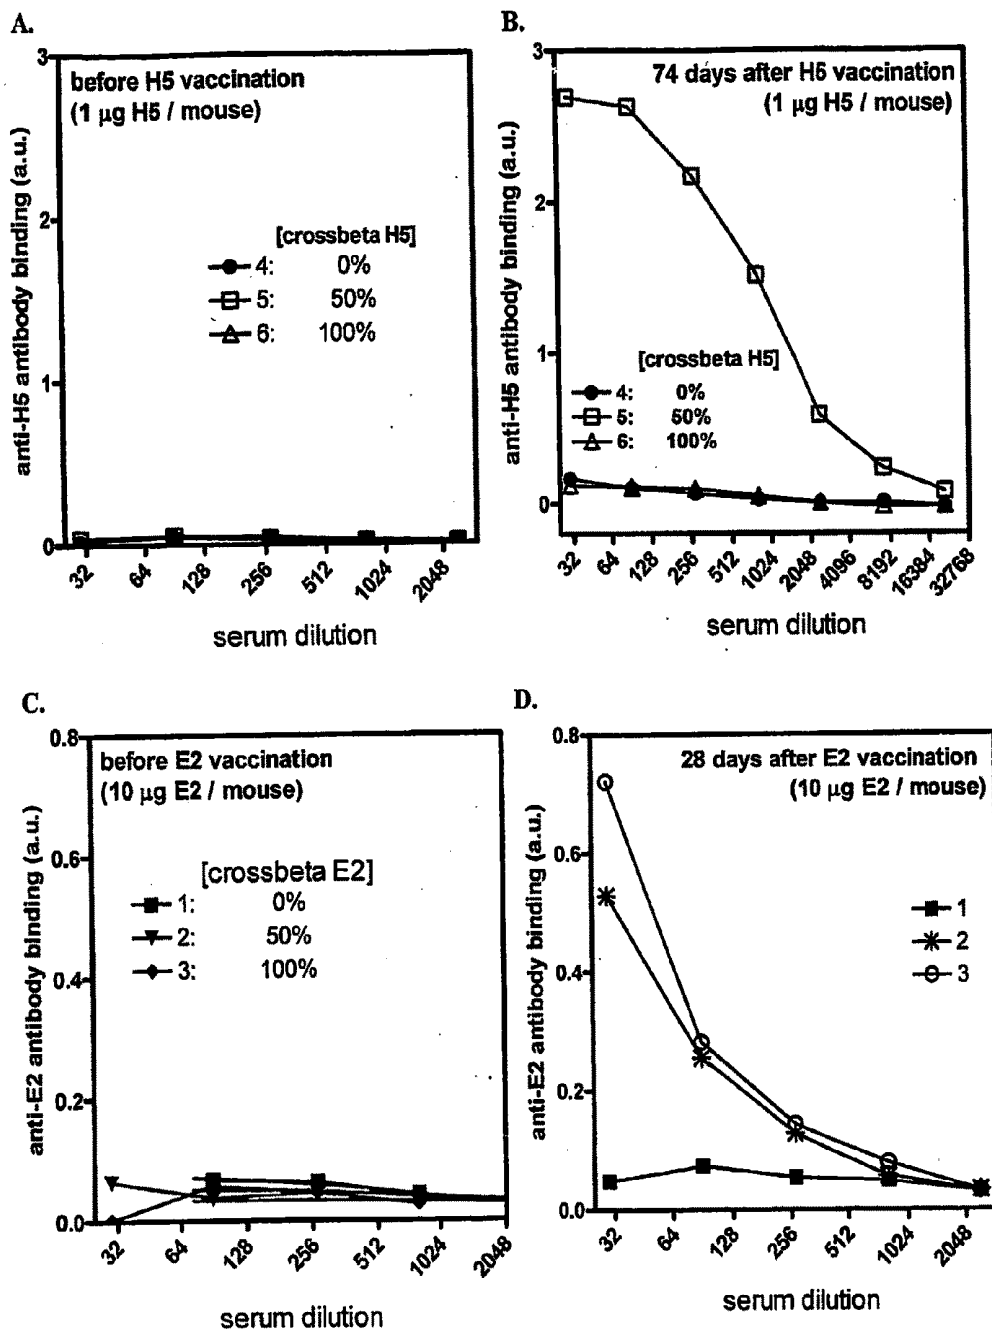 A.
before H5 vaccination
(1 μg H5 / mouse)
anti-H5 antibody binding (a.u.)
3
2
1
0
[crossbeta H5]
4: 0%
5: 50%
6: 100%
32 64 128 256 512 1024 2048
serum dilution
B.
74 days after H5 vaccination
(1 μg H5 / mouse)
anti-H5 antibody binding (a.u.)
3
2
1
0
[crossbeta H5]
4: 0%
5: 50%
6: 100%
32 64 128 256 512 1024 2048 4096 8192 16384 32768
serum dilution
C.
before E2 vaccination
(10 μg E2 / mouse)
anti-E2 antibody binding (a.u.)
0.8
0.6
0.4
0.2
0.0
[crossbeta E2]
1: 0%
2: 50%
3: 100%
32 64 128 256 512 1024 2048
serum dilution
D.
28 days after E2 vaccination
(10 μg E2 / mouse)
anti-E2 antibody binding (a.u.)
0.8
0.6
0.4
0.2
0.0
1
2
3
32 64 128 256 512 1024 2048
serum dilution